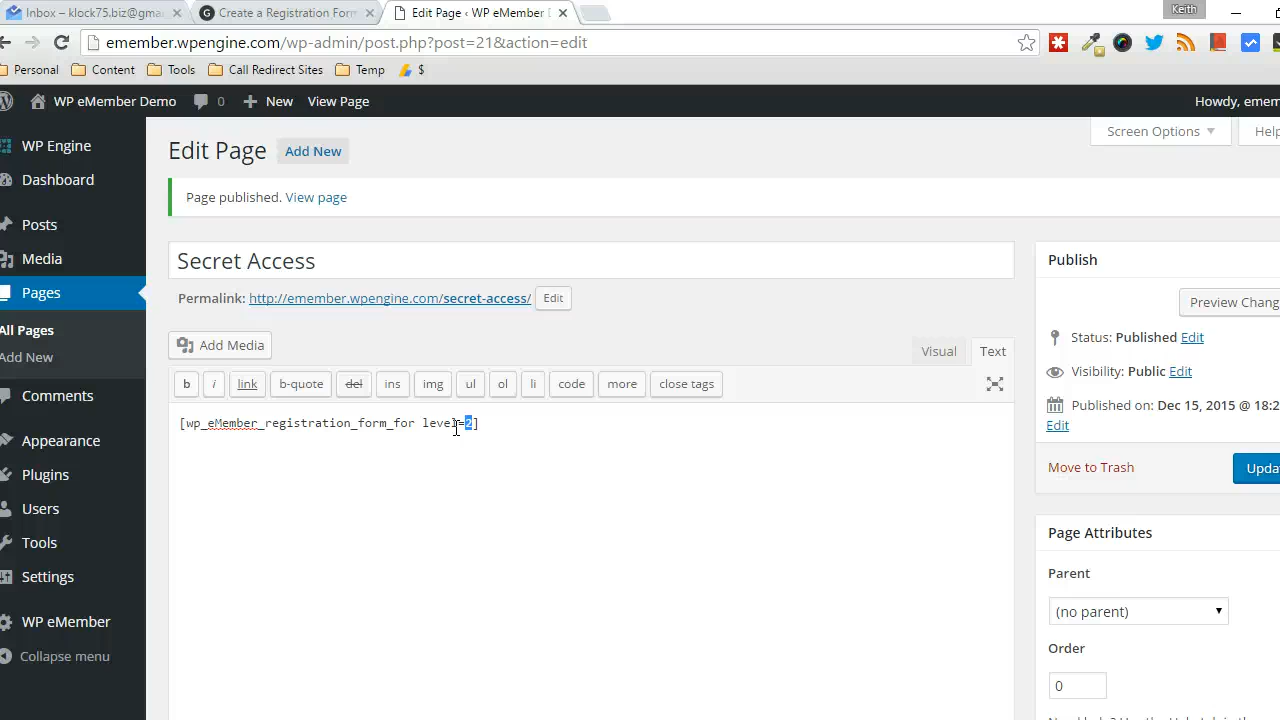 Inbox – klock75.biz@gma
Create a Registration Form
Edit Page ‹ WP eMember
Keith
emember.wpengine.com/wp-admin/post.php?post=21&action=edit
Personal
Content
Tools
Call Redirect Sites
Temp
$
WP eMember Demo
0
New
View Page
Howdy, emem
WP Engine
Dashboard
Posts
Media
Pages
All Pages
Add New
Comments
Appearance
Plugins
Users
Tools
Settings
WP eMember
Collapse menu
Screen Options
Help
Edit Page
Add New
Page published. View page
Secret Access
Permalink: http://emember.wpengine.com/secret-access/
Edit
Add Media
Visual
Text
b
i
link
b-quote
del
ins
img
ul
ol
li
code
more
close tags
[wp_eMember_registration_form_for level=2]
Publish
Preview Chang
Status: Published Edit
Visibility: Public Edit
Published on: Dec 15, 2015 @ 18:2
Edit
Move to Trash
Upda
Page Attributes
Parent
(no parent)
Order
0